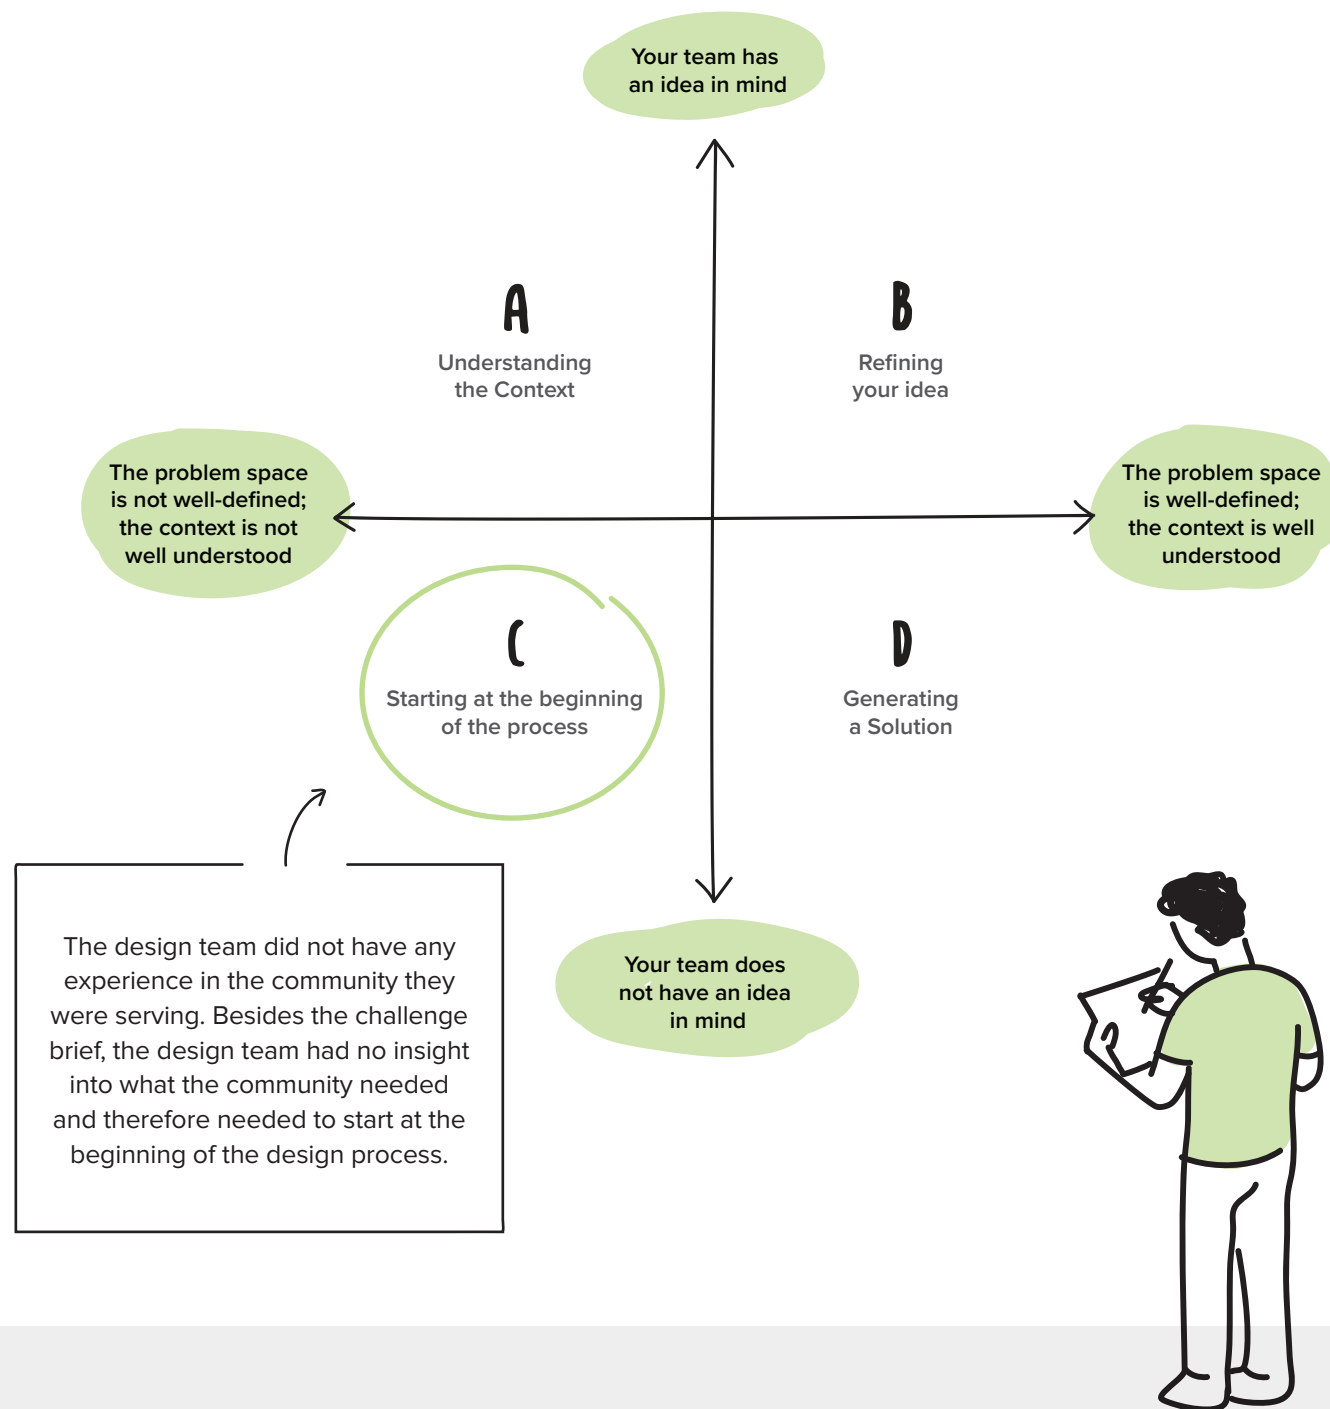 Your team has
an idea in mind
A
Understanding
the Context
B
Refining
your idea
The problem space
is not well-defined;
the context is not
well understood
The problem space
is well-defined;
the context is well
understood
C
Starting at the beginning
of the process
D
Generating
a Solution
The design team did not have any
experience in the community they
were serving. Besides the challenge
brief, the design team had no insight
into what the community needed
and therefore needed to start at the
beginning of the design process.
Your team does
not have an idea
in mind